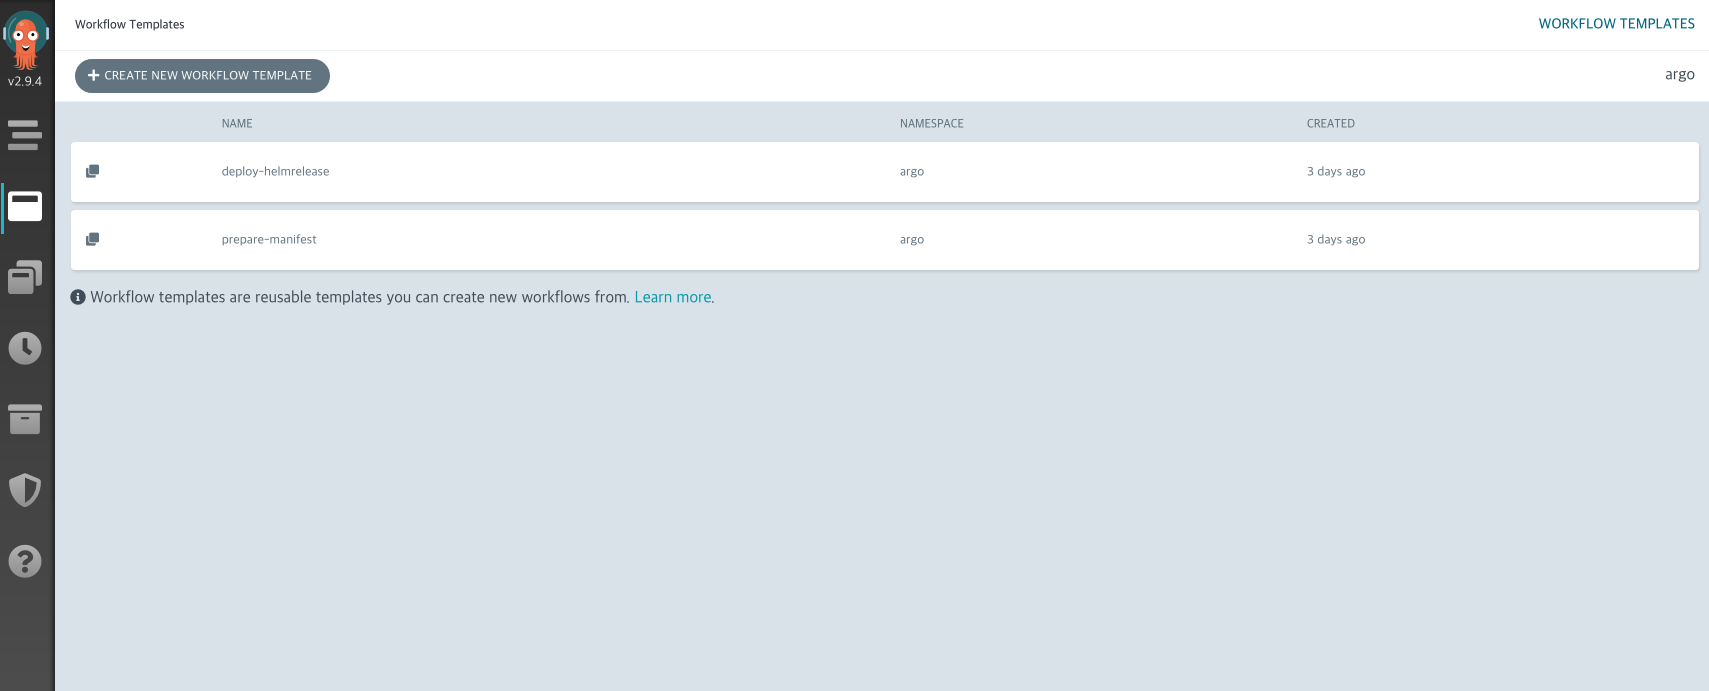 Workflow Templates
WORKFLOW TEMPLATES
v2.9.4
CREATE NEW WORKFLOW TEMPLATE
argo
NAME NAMESPACE CREATED
deploy-helmrelease argo 3 days ago
prepare-manifest argo 3 days ago
Workflow templates are reusable templates you can create new workflows from. Learn more.